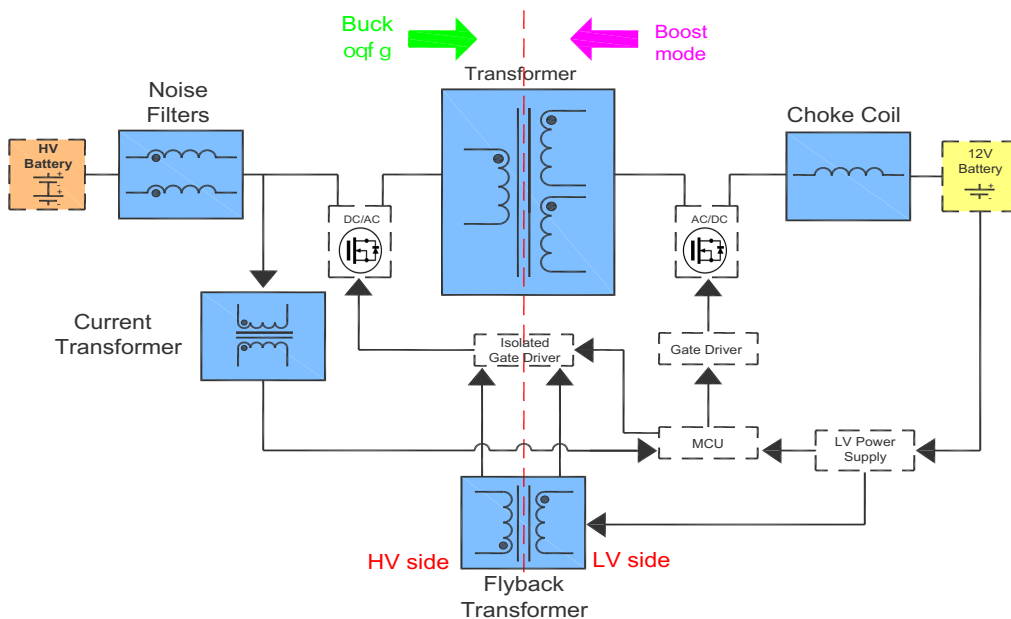 Buck
oqf g
Boost
mode
Transformer
Noise
Filters
Choke Coil
HV
Battery
+
-
+
-
12V
Battery
+
-
DC/AC
AC/DC
Current
Transformer
Isolated
Gate Driver
Gate Driver
MCU
LV Power
Supply
HV side
LV side
Flyback
Transformer